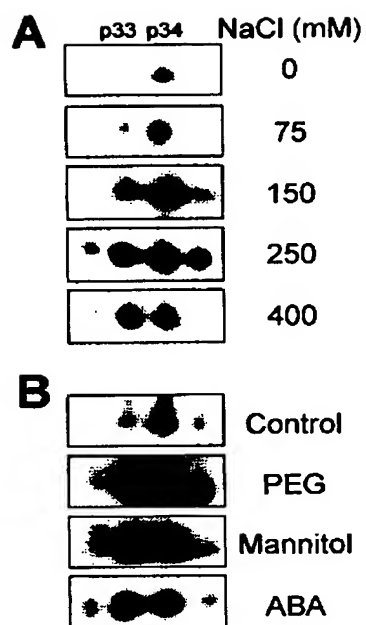 A p33 p34 NaCl (mM)
0
75
150
250
400
B
Control
PEG
Mannitol
ABA